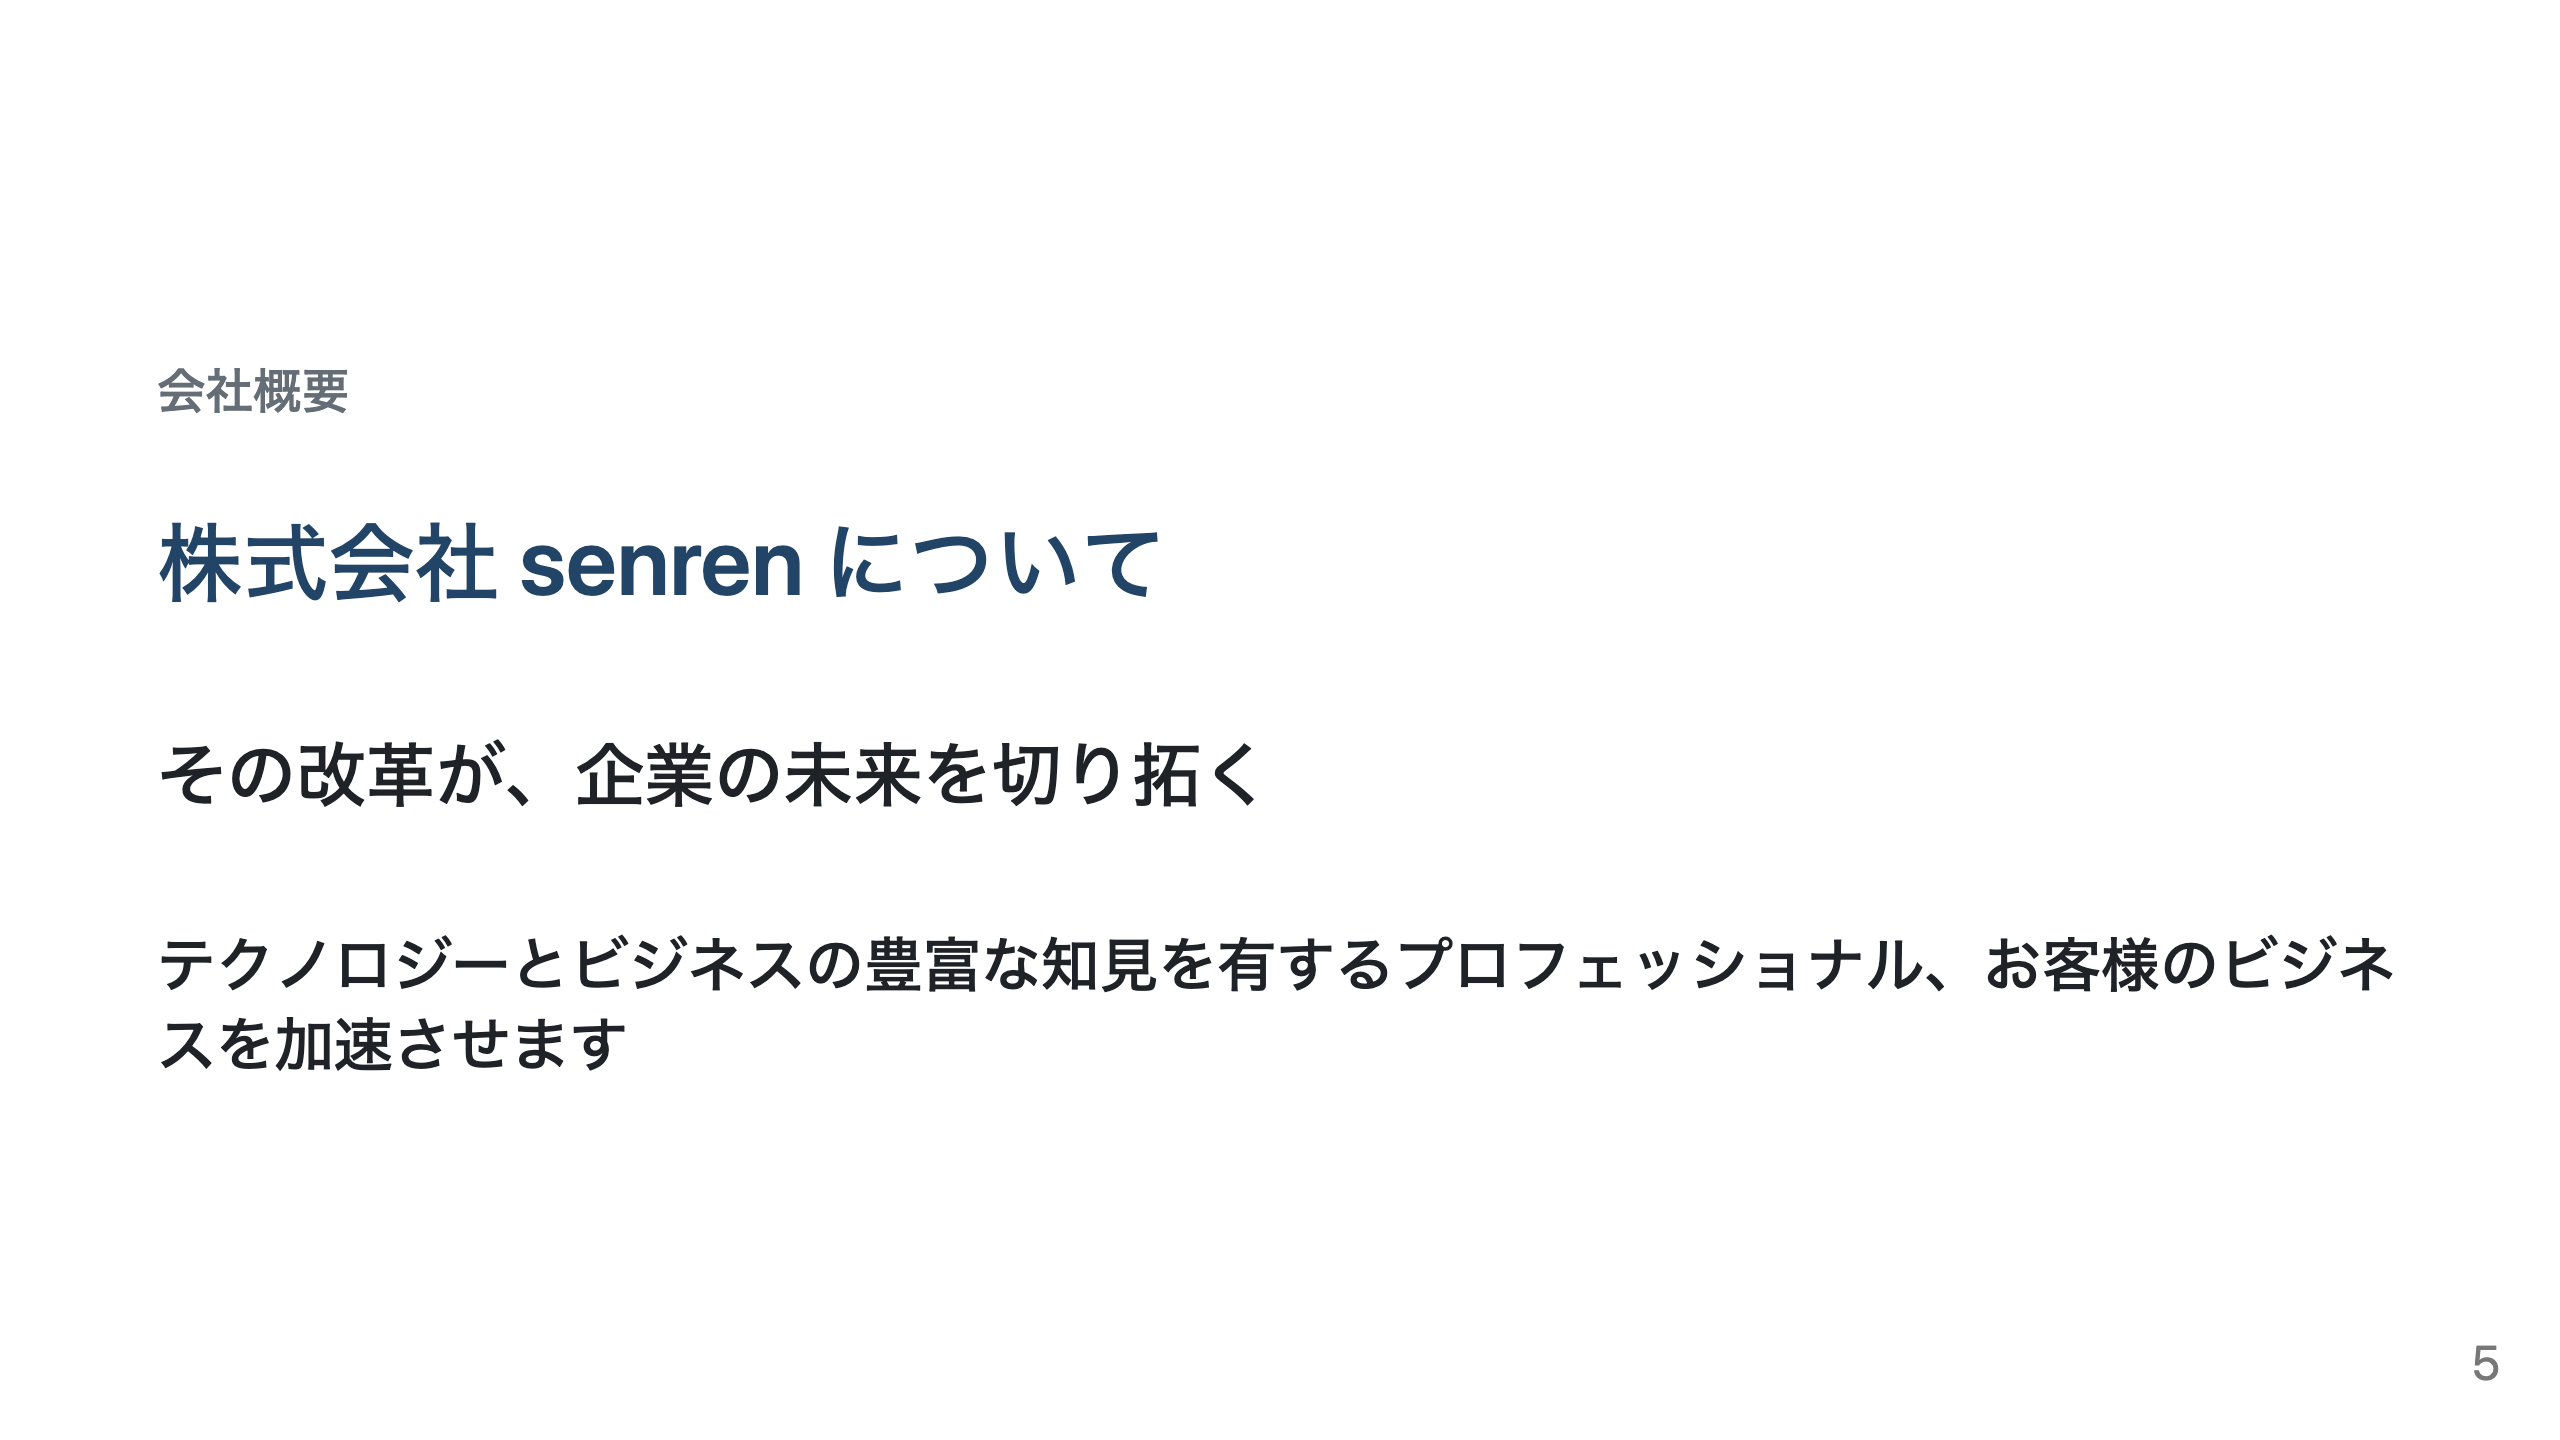 会社概要
株式会社 senren について
その改革が、企業の未来を切り拓く
テクノロジーとビジネスの豊富な知見を有するプロフェッショナル、お客様のビジネ
スを加速させます
5